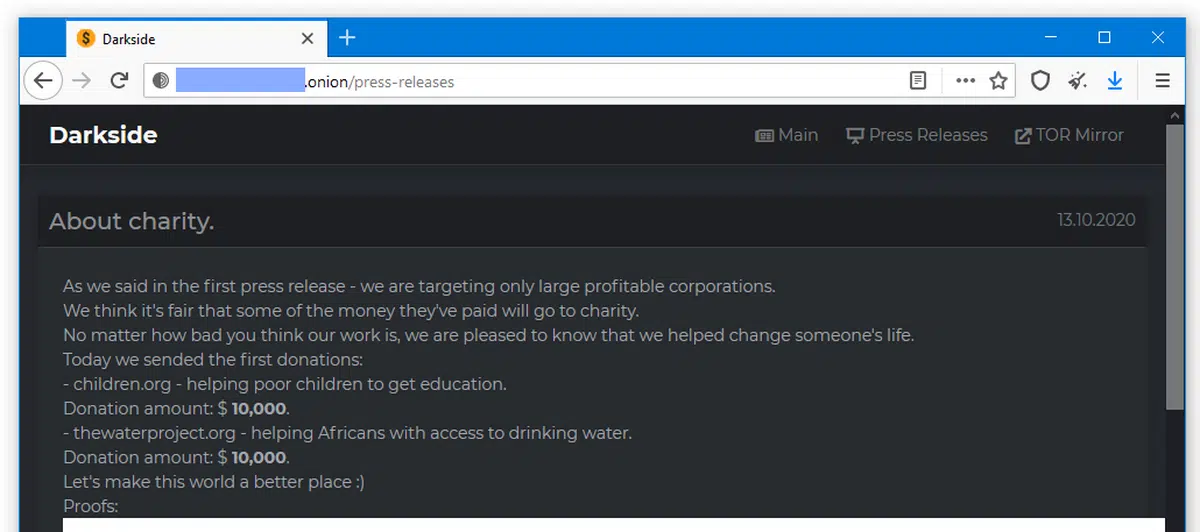 Darkside
.onion/press-releases
Darkside
Main
Press Releases
TOR Mirror
About charity.
13.10.2020
As we said in the first press release - we are targeting only large profitable corporations.
We think it's fair that some of the money they've paid will go to charity.
No matter how bad you think our work is, we are pleased to know that we helped change someone's life.
Today we sended the first donations:
- children.org - helping poor children to get education.
Donation amount: $ 10,000.
- thewaterproject.org - helping Africans with access to drinking water.
Donation amount: $ 10,000.
Let's make this world a better place :)
Proofs: